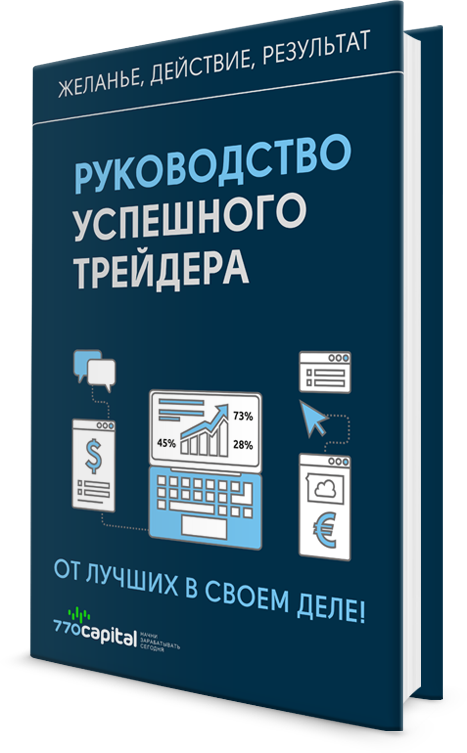 ЖЕЛАНЬЕ, ДЕЙСТВИЕ, РЕЗУЛЬТАТ
РУКОВОДСТВО
УСПЕШНОГО
ТРЕЙДЕРА
73%
45%
28%
$
€
ОТ ЛУЧШИХ В СВОЕМ ДЕЛЕ!
770capital
НАЧНИ
ЗАРАБАТЫВАТЬ
СЕГОДНЯ